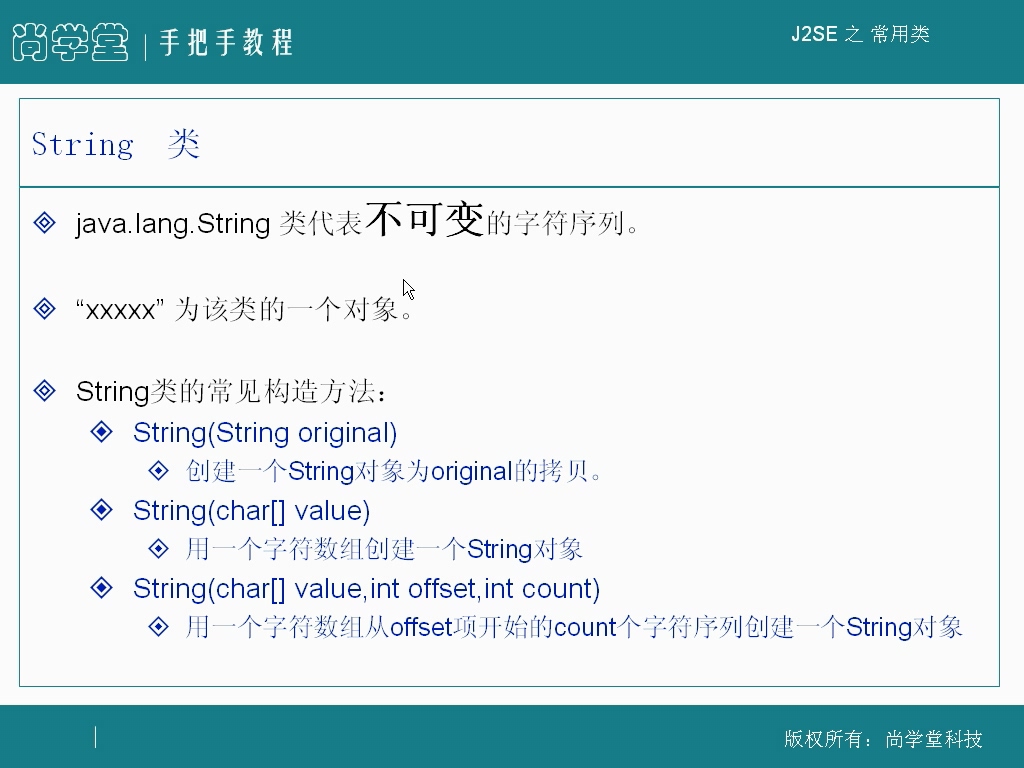 尚学堂 | 手把手教程
J2SE 之 常用类
String 类
java.lang.String 类代表不可变的字符序列。
“xxxxx” 为该类的一个对象。
String类的常见构造方法：
String(String original)
创建一个String对象为original的拷贝。
String(char[] value)
用一个字符数组创建一个String对象
String(char[] value,int offset,int count)
用一个字符数组从offset项开始的count个字符序列创建一个String对象
版权所有：尚学堂科技